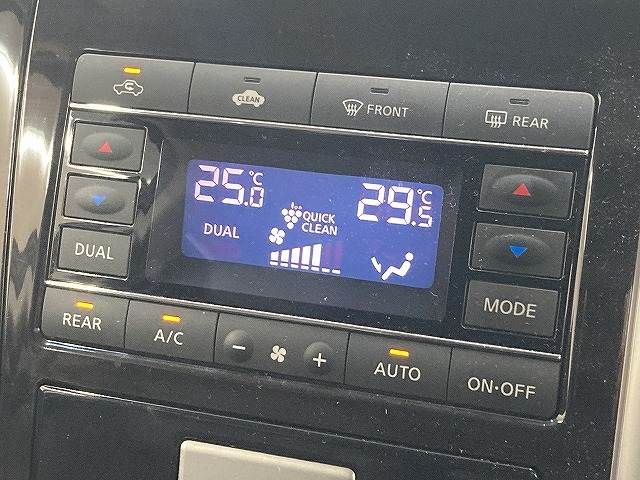 CLEAN
FRONT
REAR
25.0 °C
29.5 °C
QUICK
CLEAN
DUAL
DUAL
MODE
REAR
A/C
− +
AUTO
ON·OFF